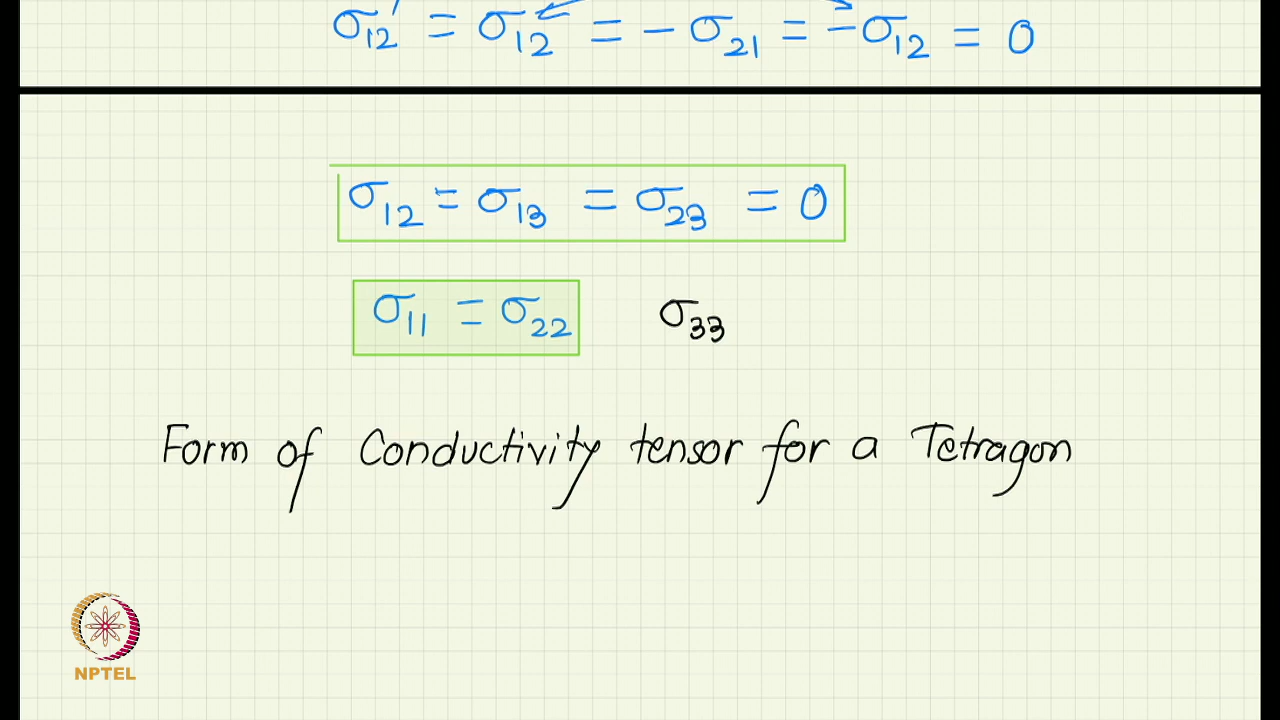 σ₁₂' = σ₁₂ = - σ₂₁ = -σ₁₂ = 0
σ₁₂ = σ₁₃ = σ₂₃ = 0
σ₁₁ = σ₂₂ σ₃₃
Form of Conductivity tensor for a Tetragon
NPTEL